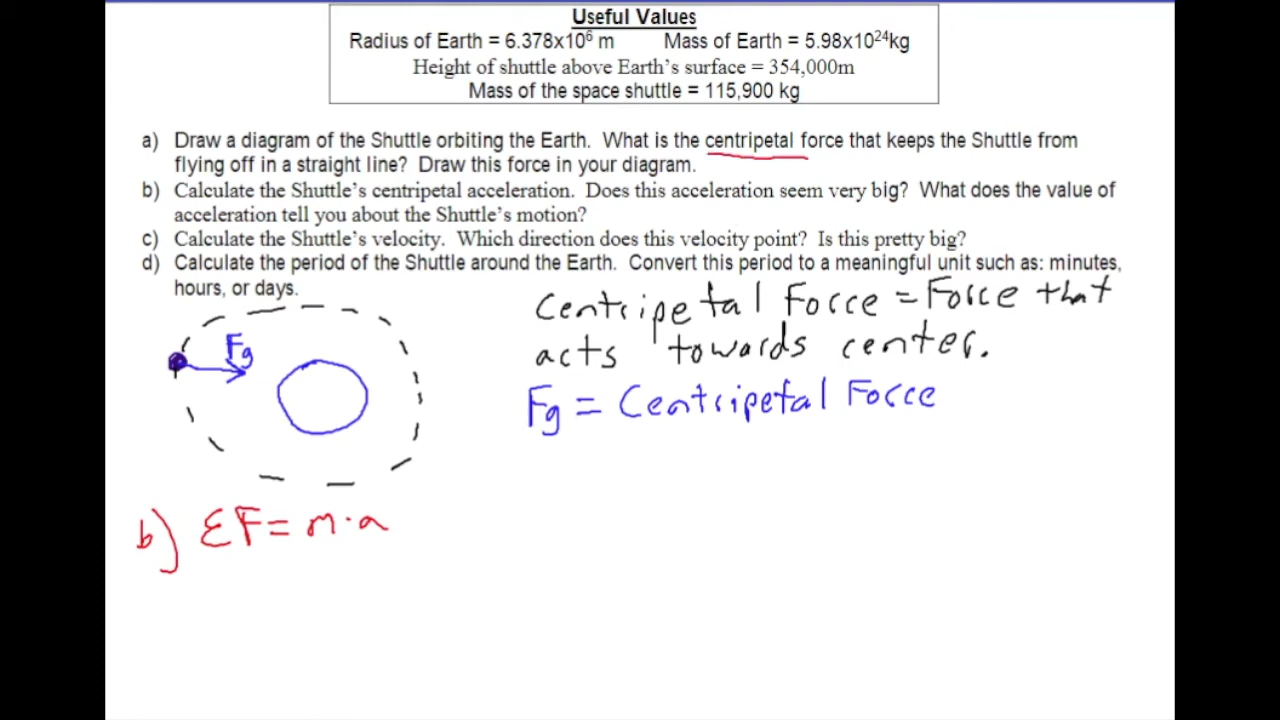 Useful Values
Radius of Earth = 6.378x10⁶ m Mass of Earth = 5.98x10²⁴kg
Height of shuttle above Earth's surface = 354,000m
Mass of the space shuttle = 115,900 kg
a) Draw a diagram of the Shuttle orbiting the Earth. What is the centripetal force that keeps the Shuttle from
flying off in a straight line? Draw this force in your diagram.
b) Calculate the Shuttle's centripetal acceleration. Does this acceleration seem very big? What does the value of
acceleration tell you about the Shuttle's motion?
c) Calculate the Shuttle's velocity. Which direction does this velocity point? Is this pretty big?
d) Calculate the period of the Shuttle around the Earth. Convert this period to a meaningful unit such as: minutes,
hours, or days.
Centripetal Force = Force that
acts towards center.
Fg
Fg = Centripetal Force
b) ΣF = m·a